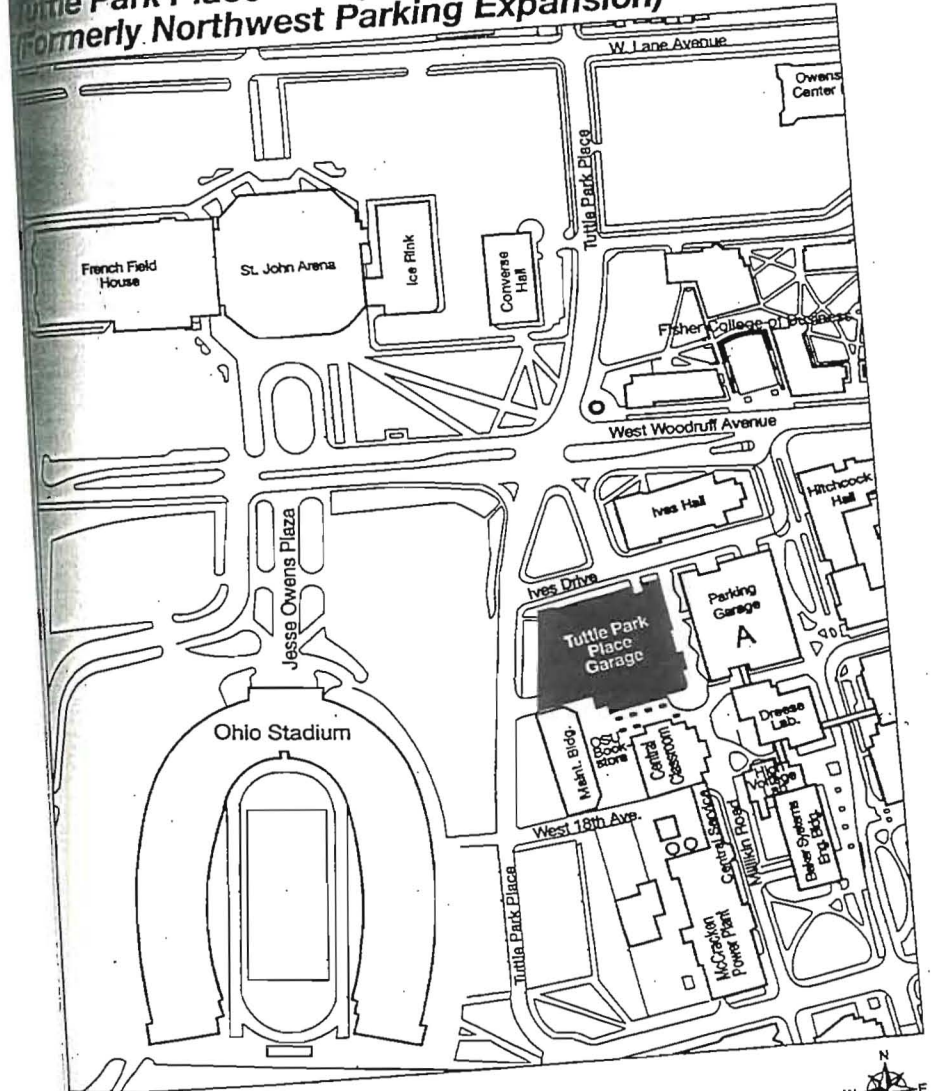 Tuttle Park Place
(Formerly Northwest Parking Expansion)
W. Lane Avenue
Owens
Center
Tuttle Park Place
French Field
House
St. John Arena
Ice Rink
Converse
Hall
Fisher College of Business
West Woodruff Avenue
Ives Hall
Hitchcock
Hall
Jesse Owens Plaza
Ives Drive
Parking
Garage
A
Tuttle Park
Place
Garage
Ohio Stadium
Maint. Bldg.
OSU
Book
Store
Central
Classroom
Dreese
Lab.
West 18th Ave.
Central Service
Millikin Road
Baker Systems
Eng. Bldg.
Tuttle Park Place
McCracken
Power Plant
N
W
E